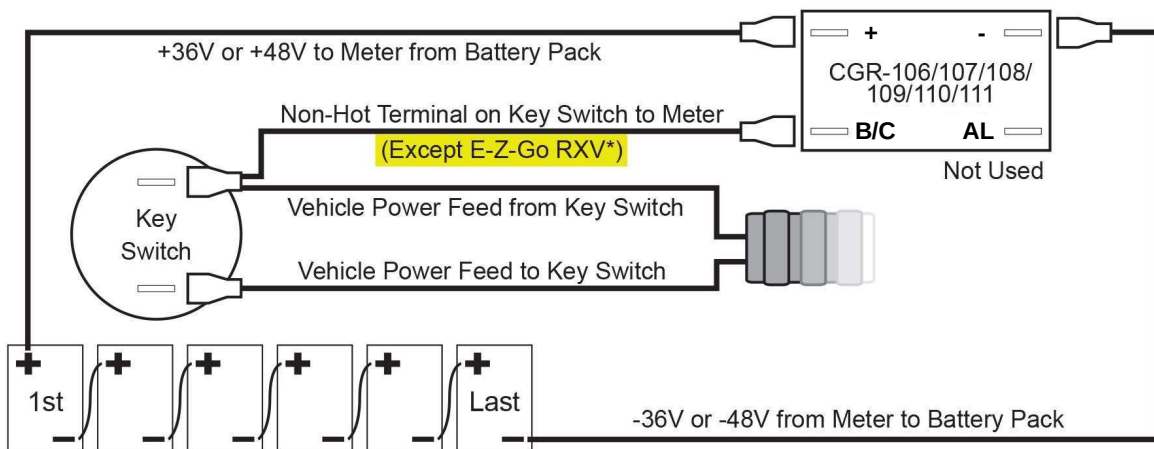 +36V or +48V to Meter from Battery Pack
+ -
CGR-106/107/108/
109/110/111
B/C AL
Not Used
Non-Hot Terminal on Key Switch to Meter
(Except E-Z-Go RXV*)
Key
Switch
Vehicle Power Feed from Key Switch
Vehicle Power Feed to Key Switch
+ + + + + +
1st Last
- - - - - -
-36V or -48V from Meter to Battery Pack